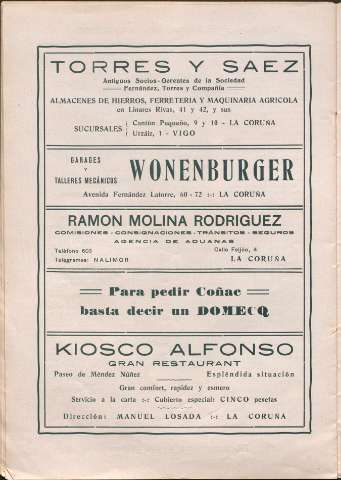 TORRES Y SAEZ
Antiguos Socios-Gerentes de la Sociedad
Fernández, Torres y Compañía
ALMACENES DE HIERROS, FERRETERIA Y MAQUINARIA AGRICOLA
en Linares Rivas, 41 y 42, y sus
SUCURSALES
Cantón Pequeño, 9 y 10 - LA CORUÑA
Urzáiz, 1 - VIGO
GARAGES
Y
TALLERES MECÁNICOS
WONENBURGER
Avenida Fernández Latorre, 60-72 :-: LA CORUÑA
RAMON MOLINA RODRIGUEZ
COMISIONES - CONSIGNACIONES - TRÁNSITOS - SEGUROS
AGENCIA DE ADUANAS
Teléfono 603
Calle Feijóo, 4
Telegramas: NALIMOR
LA CORUÑA
Para pedir Coñac
basta decir un DOMECQ
KIOSCO ALFONSO
GRAN RESTAURANT
Paseo de Méndez Núñez
Espléndida situación
Gran comfort, rapidez y esmero
Servicio a la carta :-: Cubierto especial: CINCO pesetas
Dirección: MANUEL LOSADA :-: LA CORUÑA